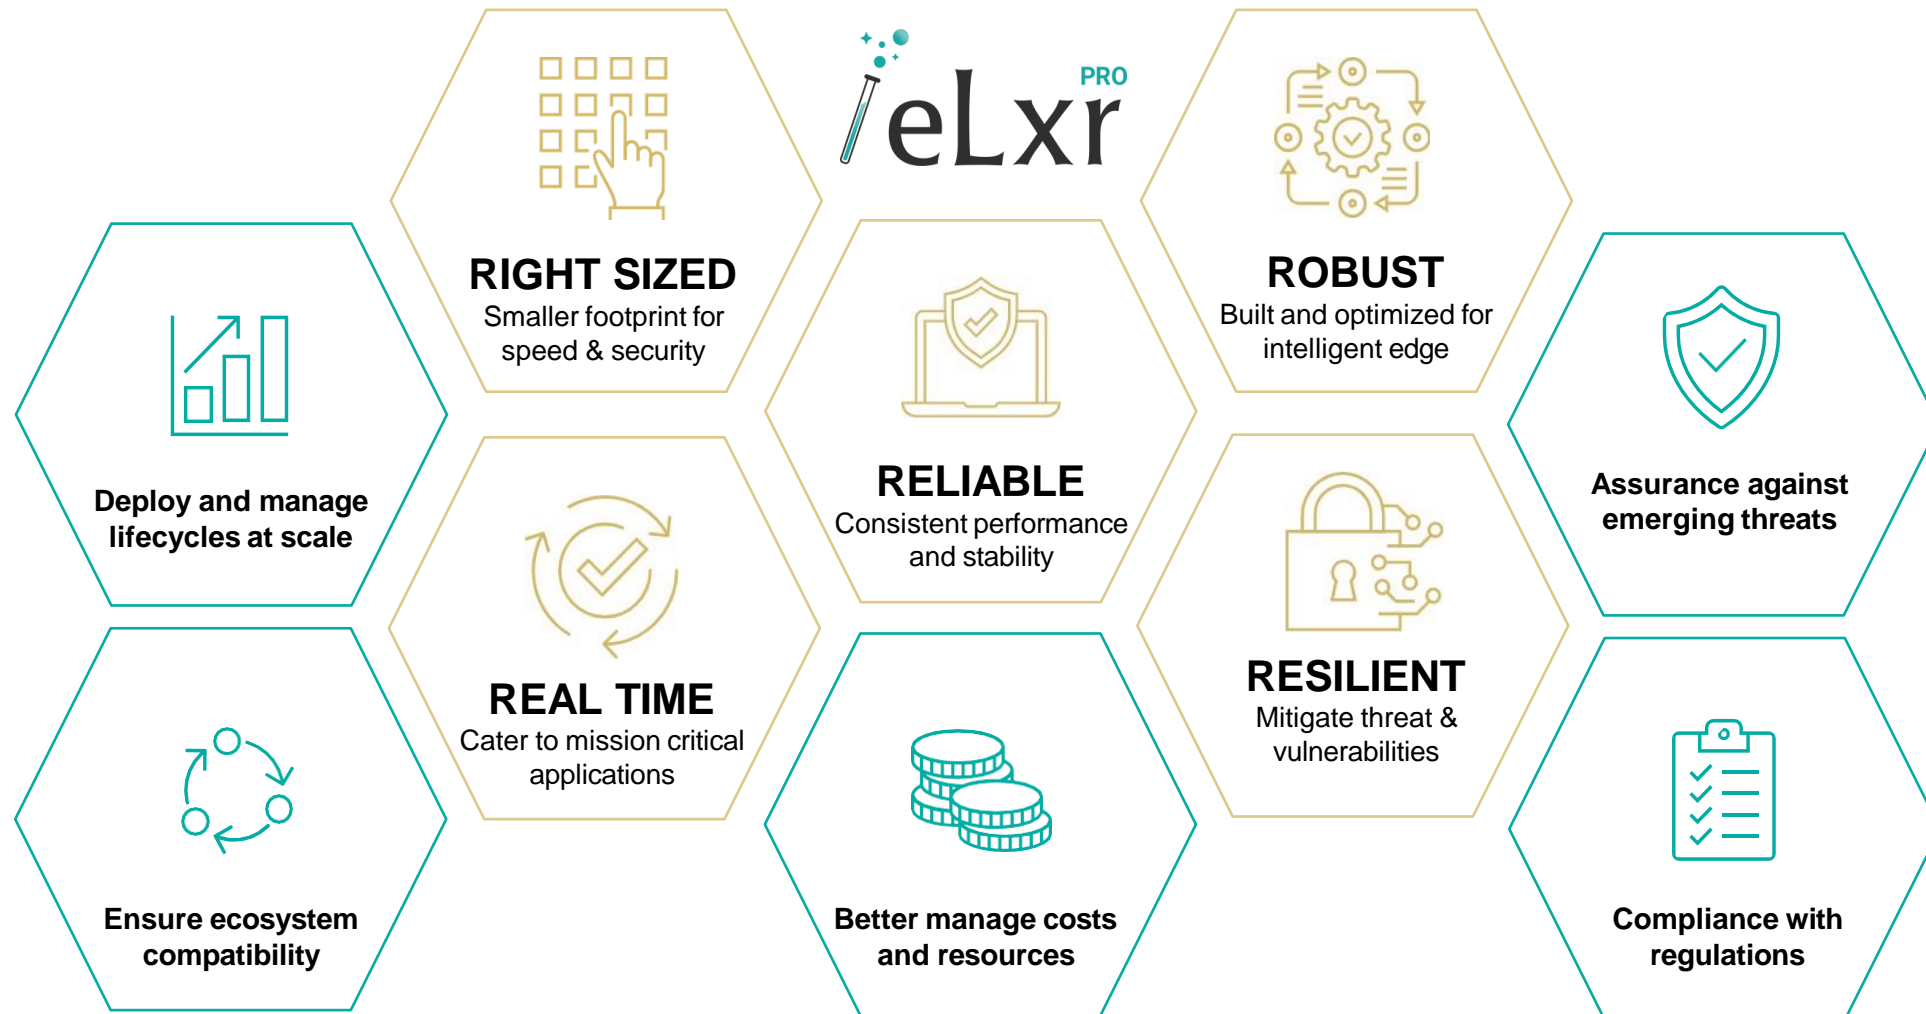 PRO
eLxr
RIGHT SIZED
Smaller footprint for
speed & security
ROBUST
Built and optimized for
intelligent edge
Deploy and manage
lifecycles at scale
RELIABLE
Consistent performance
and stability
Assurance against
emerging threats
REAL TIME
Cater to mission critical
applications
RESILIENT
Mitigate threat &
vulnerabilities
Ensure ecosystem
compatibility
Better manage costs
and resources
Compliance with
regulations